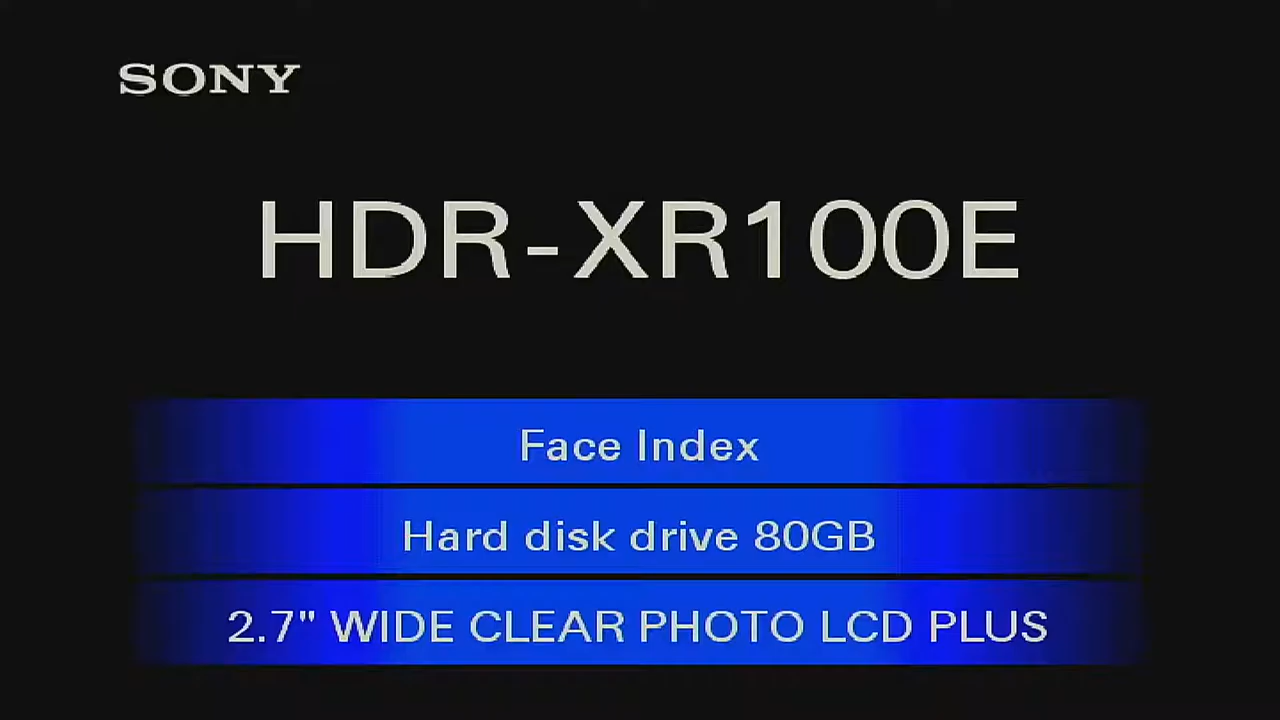 SONY
HDR-XR100E
Face Index
Hard disk drive 80GB
2.7" WIDE CLEAR PHOTO LCD PLUS